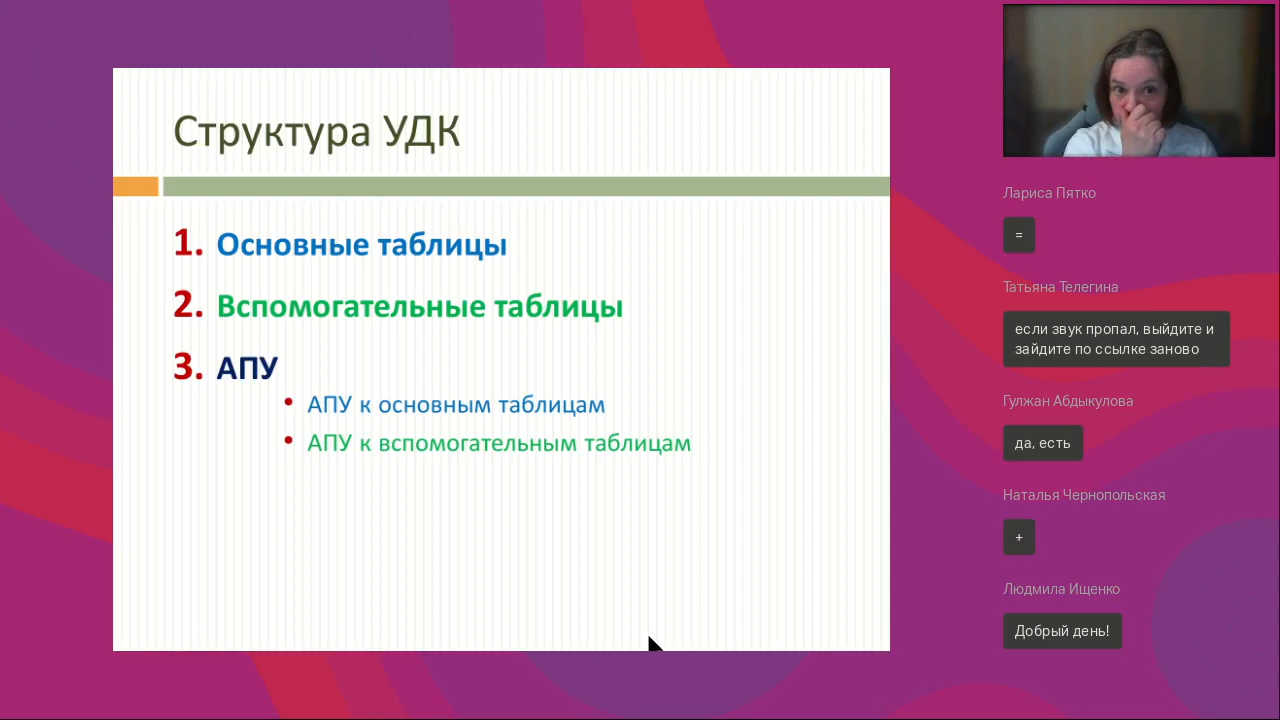 Структура УДК
1. Основные таблицы
2. Вспомогательные таблицы
3. АПУ
• АПУ к основным таблицам
• АПУ к вспомогательным таблицам
Лариса Пятко
=
Татьяна Телегина
если звук пропал, выйдите и
зайдите по ссылке заново
Гулжан Абдыкулова
да, есть
Наталья Чернопольская
+
Людмила Ищенко
Добрый день!